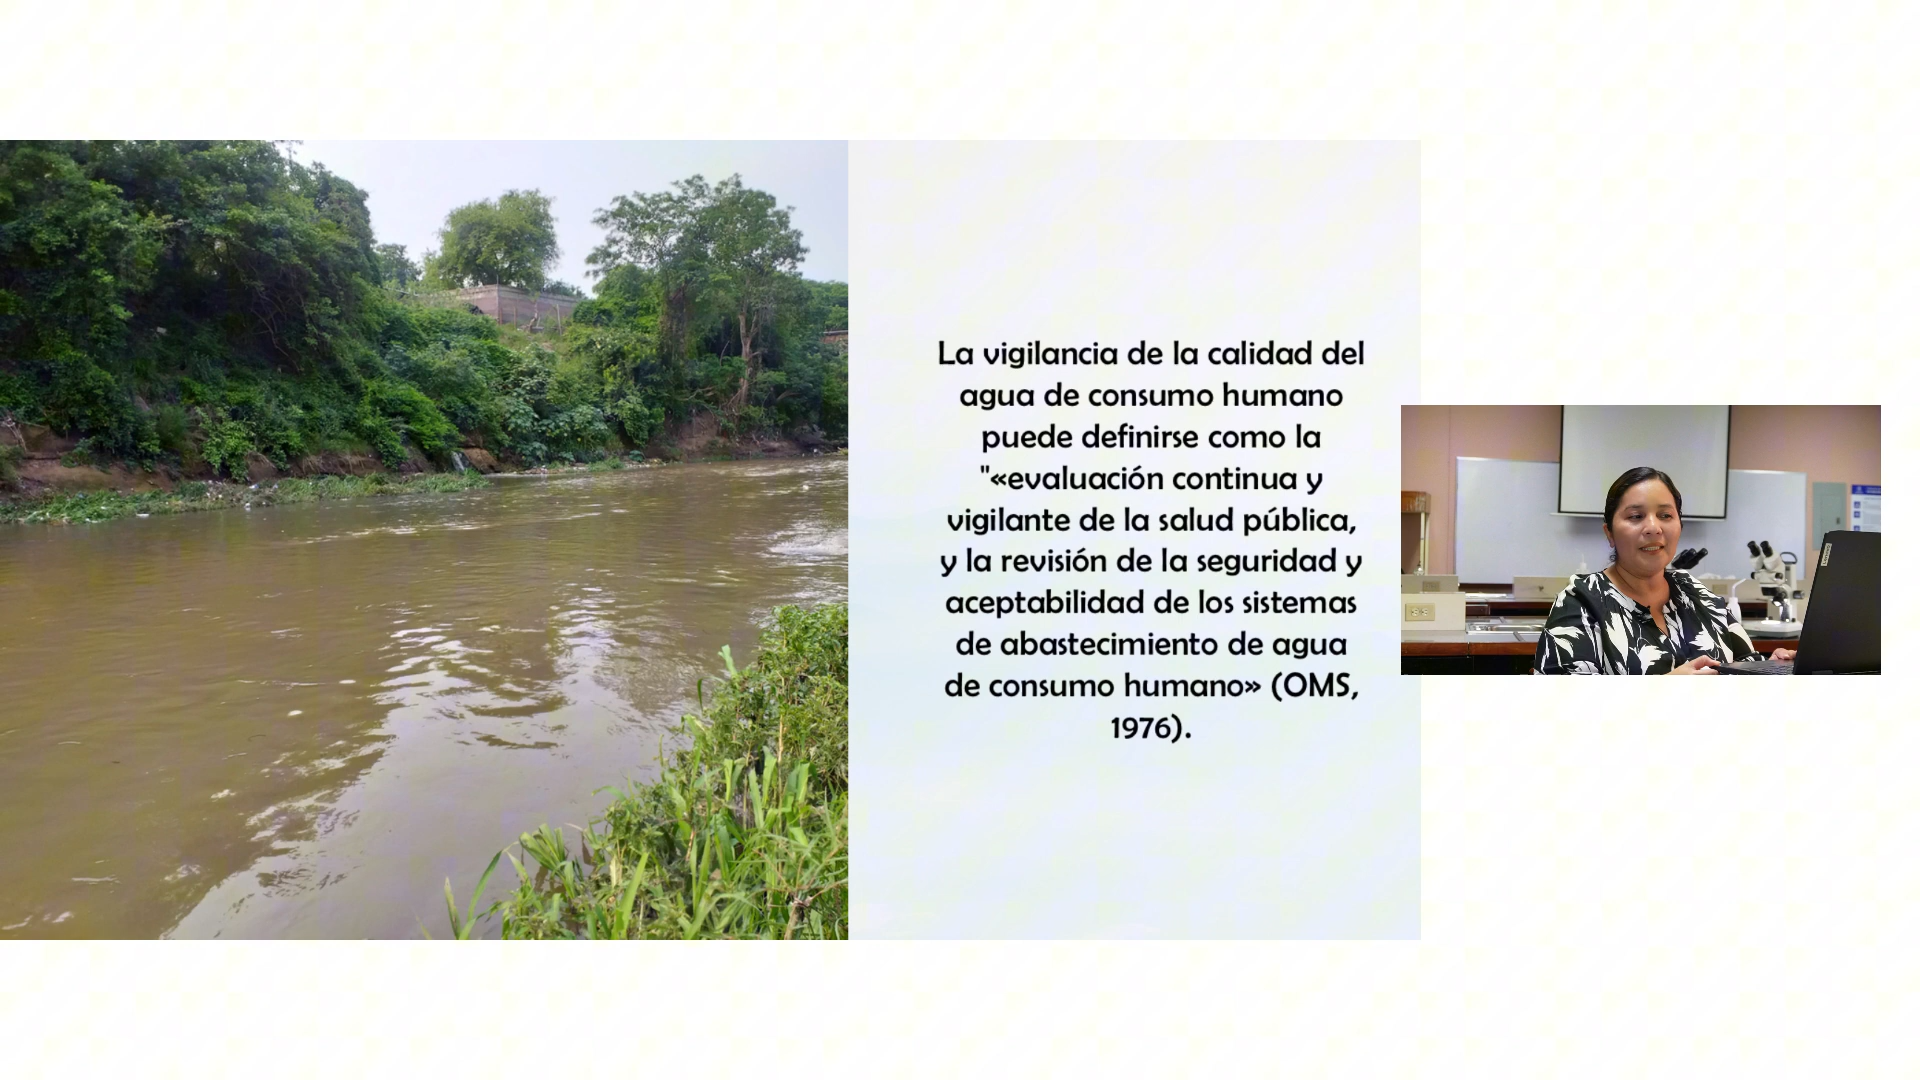 La vigilancia de la calidad del
agua de consumo humano
puede definirse como la
"«evaluación continua y
vigilante de la salud pública,
y la revisión de la seguridad y
aceptabilidad de los sistemas
de abastecimiento de agua
de consumo humano» (OMS,
1976).